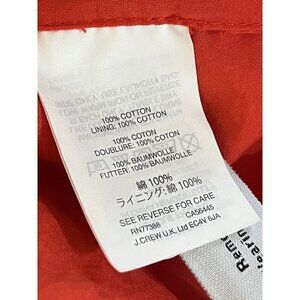 100% COTTON
LINING: 100% COTTON
100% COTON
DOUBLURE: 100% COTON
100% BAUMWOLLE
FUTTER: 100% BAUMWOLLE
綿 100%
ライニング: 綿 100%
SEE REVERSE FOR CARE
RN77388 CA56445
J.CREW U.K. Ltd EC4V 6JA